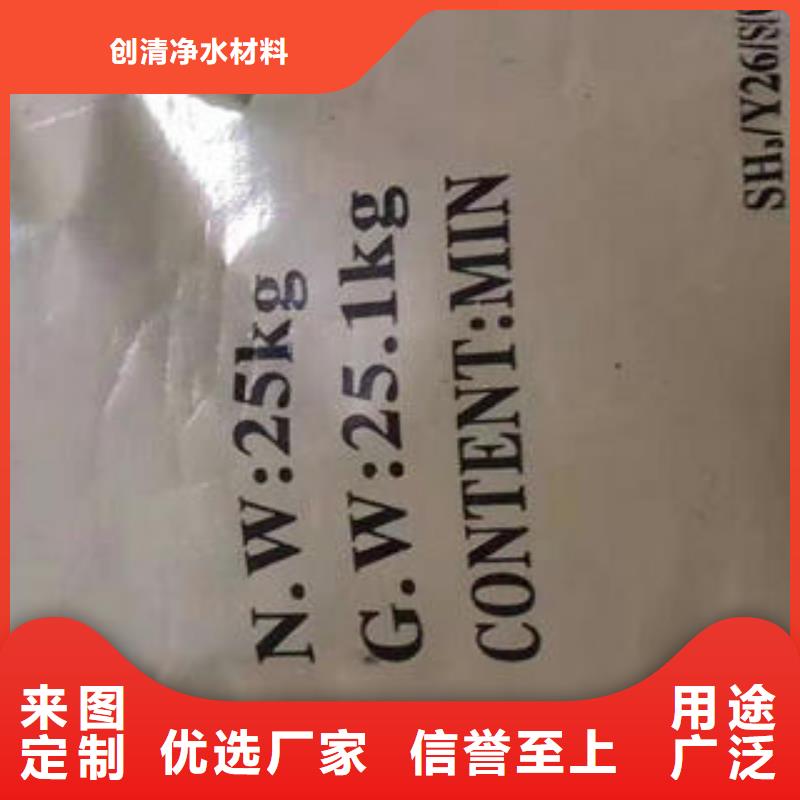 创清净水材料
N.W:25kg
G.W:25.1kg
CONTENT:MIN
来图定制
优选厂家
信誉至上
用途广泛